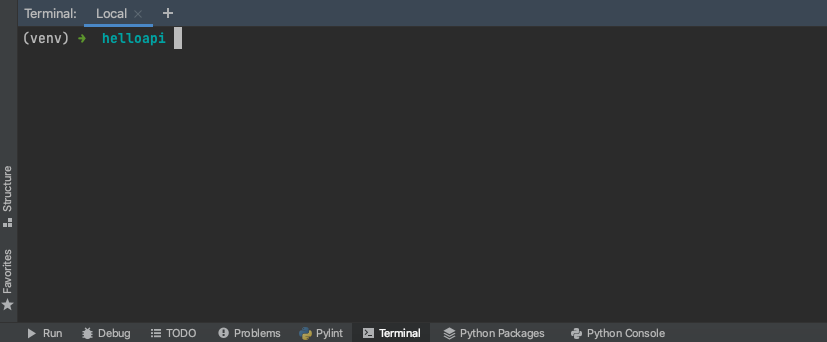 Terminal: Local × +
(venv) ➜ helloapi
Structure
Favorites
Run Debug TODO Problems Pylint Terminal Python Packages Python Console